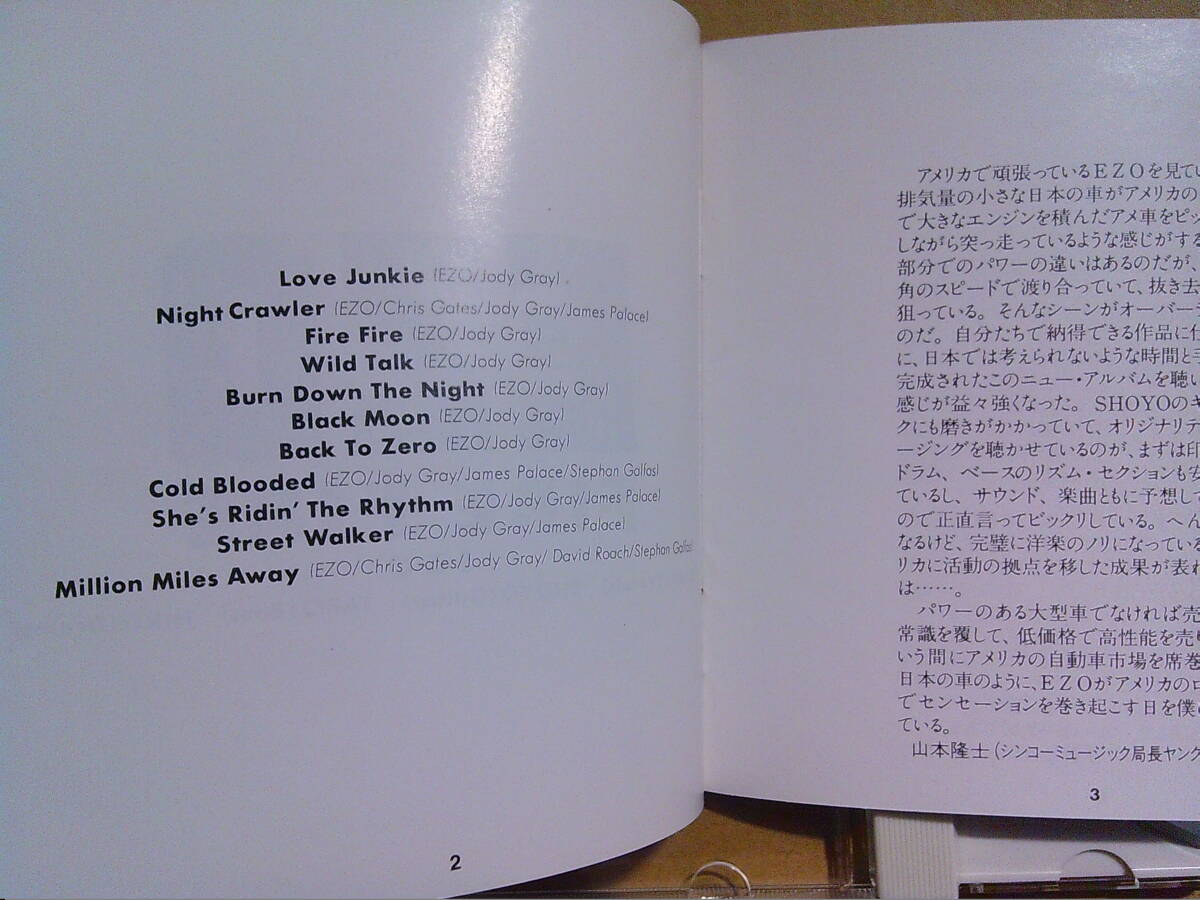 Love Junkie (EZO/Jody Gray)
Night Crawler (EZO/Chris Gates/Jody Gray/James Palace)
Fire Fire (EZO/Jody Gray)
Wild Talk (EZO/Jody Gray)
Burn Down The Night (EZO/Jody Gray)
Black Moon (EZO/Jody Gray)
Back To Zero (EZO/Jody Gray)
Cold Blooded (EZO/Jody Gray/James Palace/Stephan Galfas)
She's Ridin' The Rhythm (EZO/Jody Gray/James Palace)
Street Walker (EZO/Jody Gray/James Palace)
Million Miles Away (EZO/Chris Gates/Jody Gray/ David Roach/Stephan Galfas)
2
アメリカで頑張っているEZOを見てい
排気量の小さな日本の車がアメリカの
で大きなエンジンを積んだアメ車をピッ
しながら突っ走っているような感じがする
部分でのパワーの違いはあるのだが、
角のスピードで渡り合っていて、抜き去
狙っている。そんなシーンがオーバー
のだ。自分たちで納得できる作品に仕
に、日本では考えられないような時間と手
完成されたこのニュー・アルバムを聴い
感じが益々強くなった。SHOYOのギ
クにも磨きがかかっていて、オリジナリテ
ージングを聴かせているのが、まずは印
ドラム、ベースのリズム・セクションも安
ているし、サウンド、楽曲ともに予想して
ので正直言ってビックリしている。へん
なるけど、完璧に洋楽のノリになっている
リカに活動の拠点を移した成果が表れ
は……。
パワーのある大型車でなければ売
常識を覆して、低価格で高性能を売り
いう間にアメリカの自動車市場を席巻
日本の車のように、EZOがアメリカのロ
でセンセーションを巻き起こす日を僕
ている。
山本隆士(シンコーミュージック局長ヤング
3